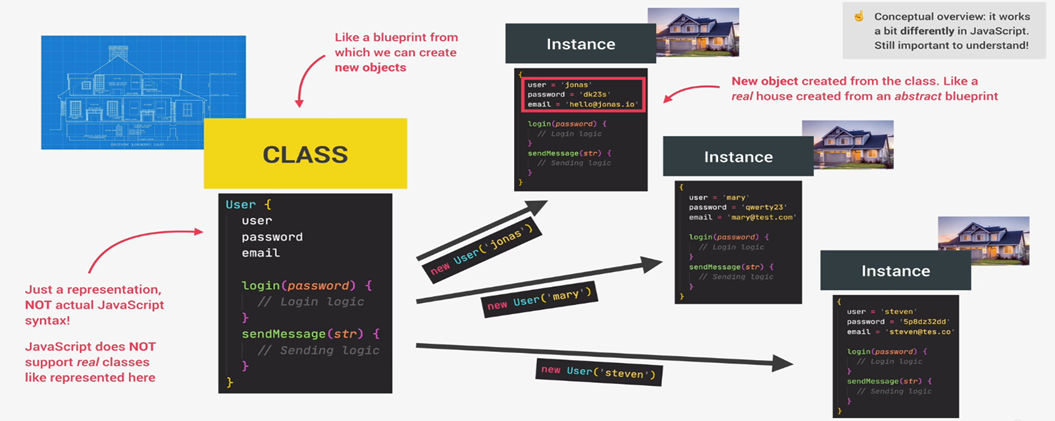 Like a blueprint from
which we can create
new objects
CLASS
User {
user
password
email
login(password) {
// Login logic
}
sendMessage(str) {
// Sending logic
}
}
Just a representation,
NOT actual JavaScript
syntax!
JavaScript does NOT
support real classes
like represented here
new User('jonas')
new User('mary')
new User('steven')
Instance
{
user = 'jonas'
password = 'dk23s'
email = 'hello@jonas.io'
login(password) {
// Login logic
}
sendMessage(str) {
// Sending logic
}
}
☝ Conceptual overview: it works
a bit differently in JavaScript.
Still important to understand!
New object created from the class. Like a
real house created from an abstract blueprint
Instance
{
user = 'mary'
password = 'qwerty23'
email = 'mary@test.com'
login(password) {
// Login logic
}
sendMessage(str) {
// Sending logic
}
}
Instance
{
user = 'steven'
password = '5p8dz32dd'
email = 'steven@tes.co'
login(password) {
// Login logic
}
sendMessage(str) {
// Sending logic
}
}